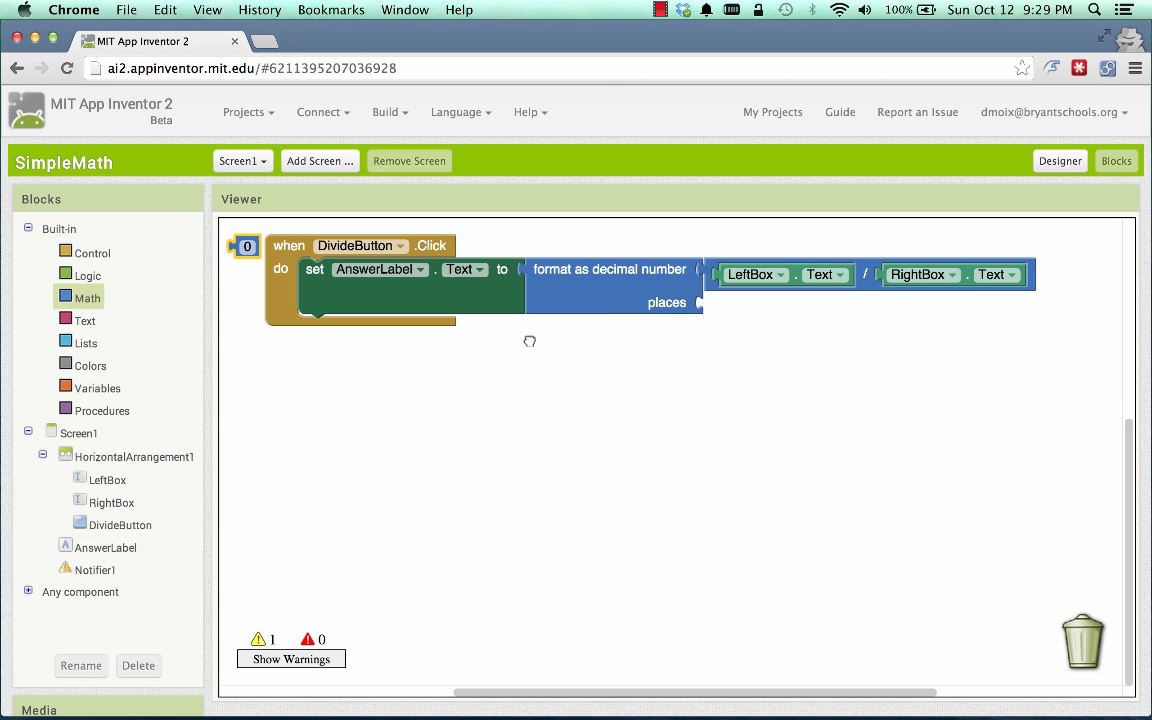 Chrome File Edit View History Bookmarks Window Help 100% Sun Oct 12 9:29 PM
MIT App Inventor 2
ai2.appinventor.mit.edu/#6211395207036928
MIT App Inventor 2
Beta
Projects Connect Build Language Help My Projects Guide Report an Issue dmoix@bryantschools.org
SimpleMath Screen1 Add Screen ... Remove Screen Designer Blocks
Blocks
Viewer
Built-in
Control
Logic
Math
Text
Lists
Colors
Variables
Procedures
Screen1
HorizontalArrangement1
LeftBox
RightBox
DivideButton
AnswerLabel
Notifier1
Any component
Rename Delete
Media
0 when DivideButton .Click
do set AnswerLabel . Text to format as decimal number LeftBox . Text / RightBox . Text
places
1 0
Show Warnings